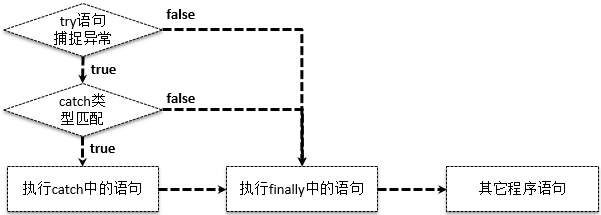 try语句
捕捉异常
false
true
catch类
型匹配
false
true
执行catch中的语句
执行finally中的语句
其它程序语句